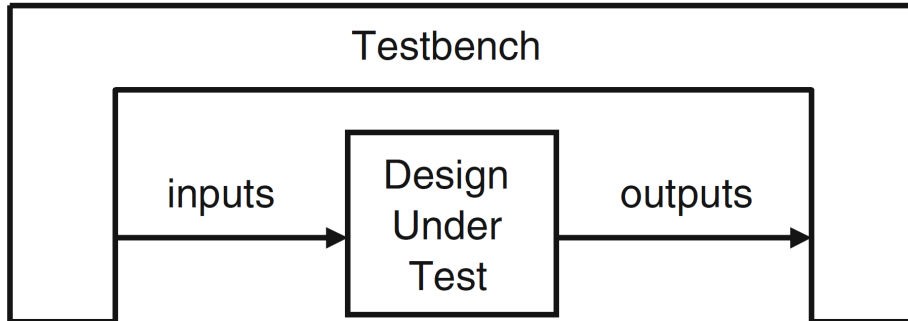 Testbench
inputs
Design
Under
Test
outputs